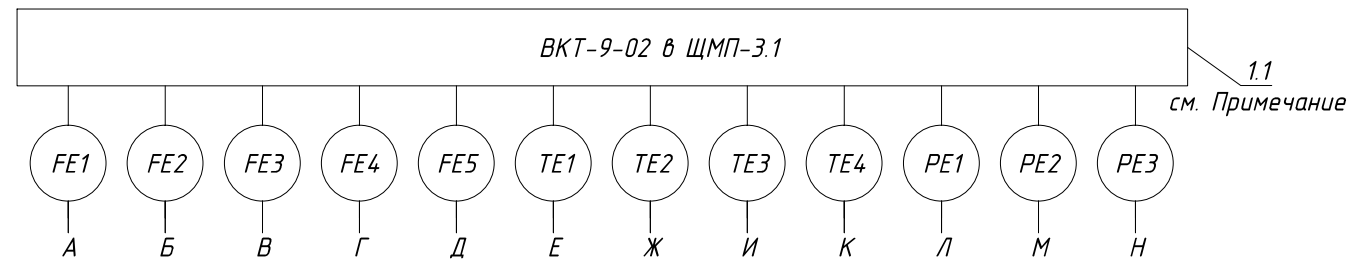 ВКТ-9-02 в ЩМП-3.1
1.1
см. Примечание
FE1 FE2 FE3 FE4 FE5 TE1 TE2 TE3 TE4 PE1 PE2 PE3
А Б В Г Д Е Ж И К Л М Н